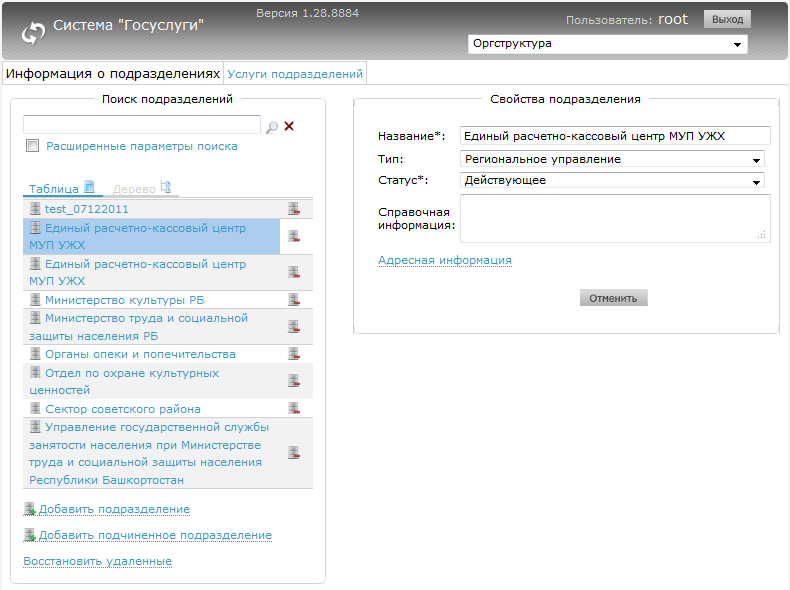 Система "Госуслуги"
Версия 1.28.8884
Пользователь: root
Выход
Оргструктура
Информация о подразделениях
Услуги подразделений
Поиск подразделений
Расширенные параметры поиска
Таблица
Дерево
test_07122011
Единый расчетно-кассовый центр
МУП УЖХ
Единый расчетно-кассовый центр
МУП УЖХ
Министерство культуры РБ
Министерство труда и социальной
защиты населения РБ
Органы опеки и попечительства
Отдел по охране культурных
ценностей
Сектор советского района
Управление государственной службы
занятости населения при Министерстве
труда и социальной защиты населения
Республики Башкортостан
Добавить подразделение
Добавить подчиненное подразделение
Восстановить удаленные
Свойства подразделения
Название*: Единый расчетно-кассовый центр МУП УЖХ
Тип: Региональное управление
Статус*: Действующее
Справочная
информация:
Адресная информация
Отменить